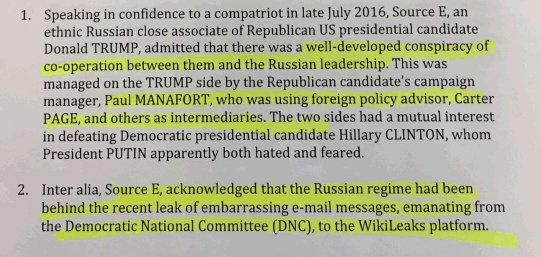 1. Speaking in confidence to a compatriot in late July 2016, Source E, an
ethnic Russian close associate of Republican US presidential candidate
Donald TRUMP, admitted that there was a well-developed conspiracy of
co-operation between them and the Russian leadership. This was
managed on the TRUMP side by the Republican candidate's campaign
manager, Paul MANAFORT, who was using foreign policy advisor, Carter
PAGE, and others as intermediaries. The two sides had a mutual interest
in defeating Democratic presidential candidate Hillary CLINTON, whom
President PUTIN apparently both hated and feared.
2. Inter alia, Source E, acknowledged that the Russian regime had been
behind the recent leak of embarrassing e-mail messages, emanating from
the Democratic National Committee (DNC), to the WikiLeaks platform.